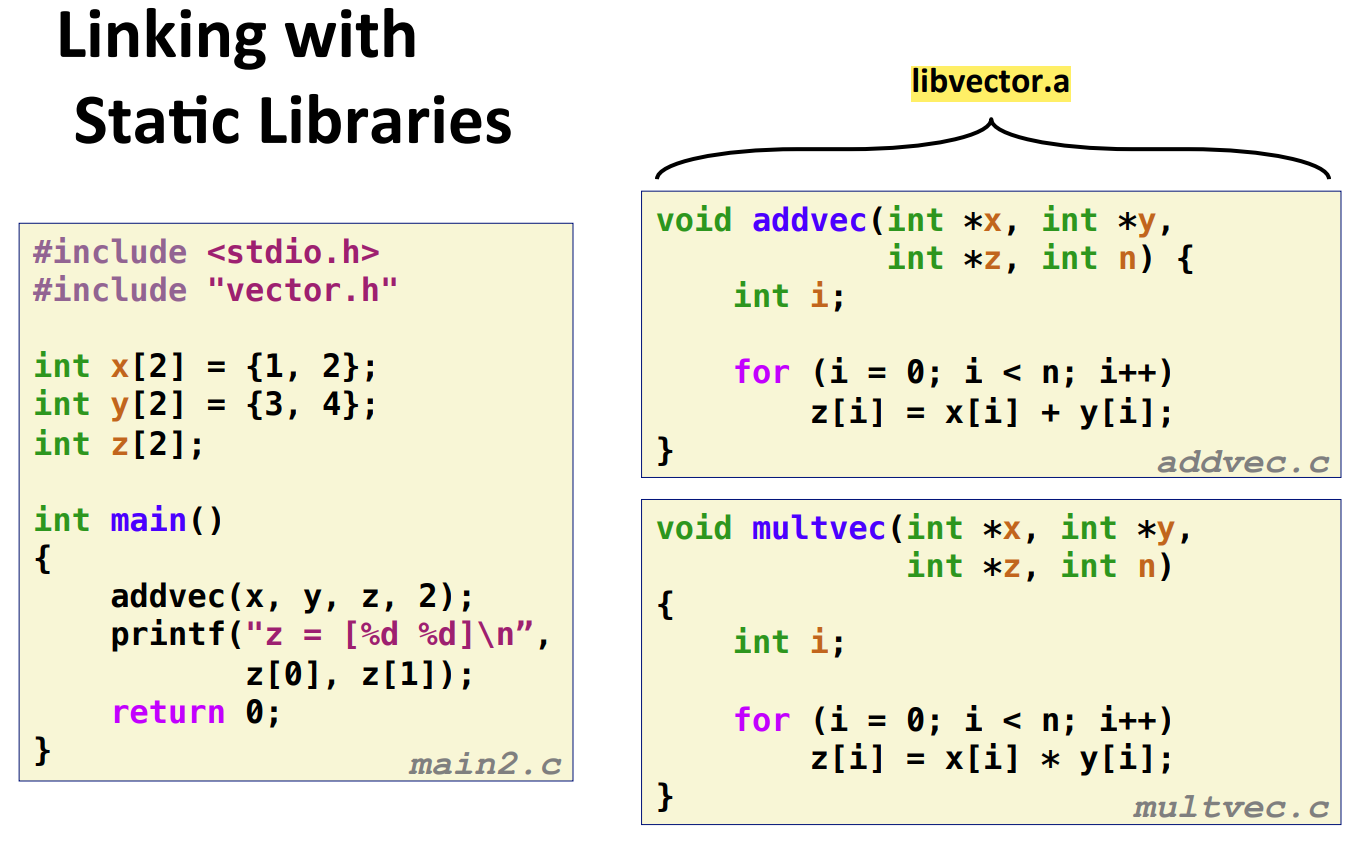 Linking with
Static Libraries
#include <stdio.h>
#include "vector.h"
int x[2] = {1, 2};
int y[2] = {3, 4};
int z[2];
int main()
{
    addvec(x, y, z, 2);
    printf("z = [%d %d]\n”,
           z[0], z[1]);
    return 0;
}
main2.c
libvector.a
void addvec(int *x, int *y,
            int *z, int n) {
    int i;
    for (i = 0; i < n; i++)
        z[i] = x[i] + y[i];
}
addvec.c
void multvec(int *x, int *y,
             int *z, int n)
{
    int i;
    for (i = 0; i < n; i++)
        z[i] = x[i] * y[i];
}
multvec.c